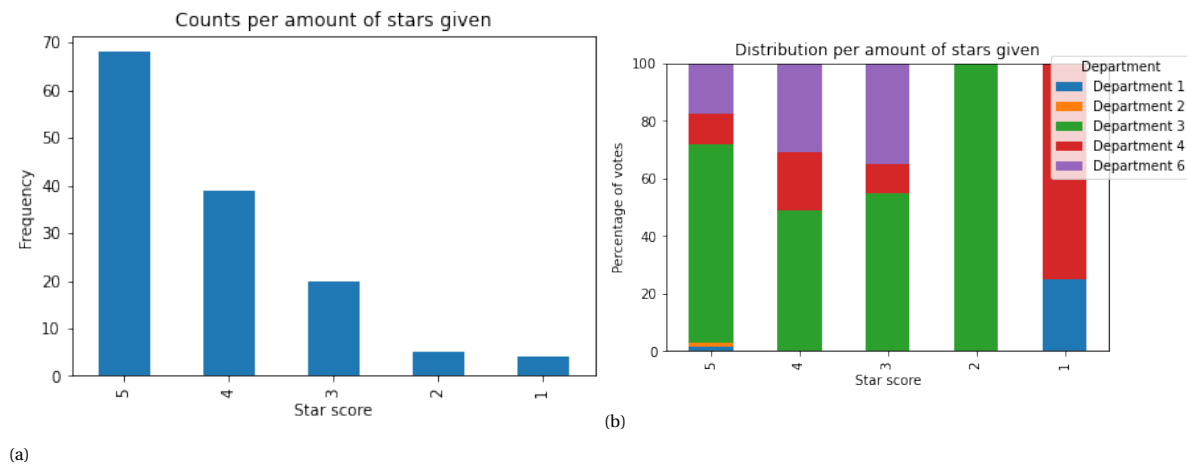 Counts per amount of stars given
70
60
50
40
30
20
10
0
Frequency
5
4
3
2
1
Star score
(a)
Distribution per amount of stars given
100
80
60
40
20
0
Percentage of votes
Department
Department 1
Department 2
Department 3
Department 4
Department 6
5
4
3
2
1
Star score
(b)